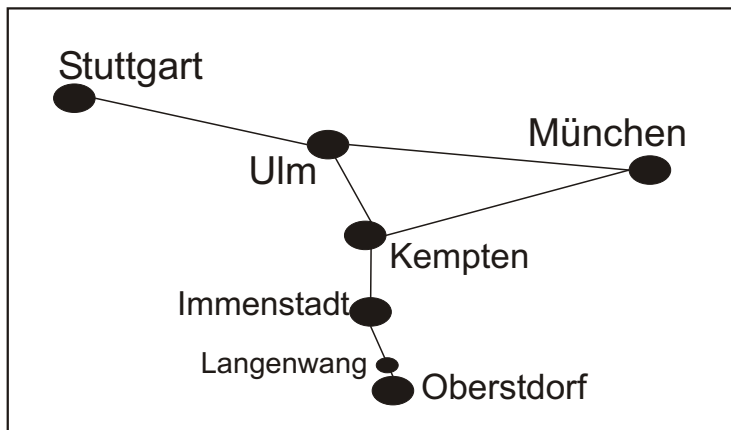 Stuttgart
München
Ulm
Kempten
Immenstadt
Langenwang
Oberstdorf